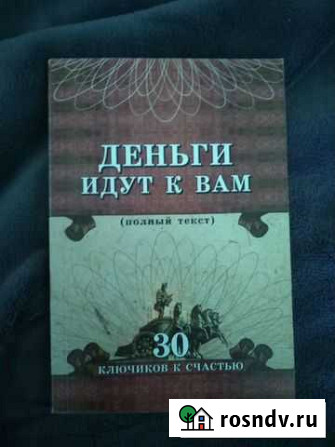 ДЕНЬГИ
ИДУТ К ВАМ
(полный текст)
30
КЛЮЧИКОВ К СЧАСТЬЮ
rosndv.ru